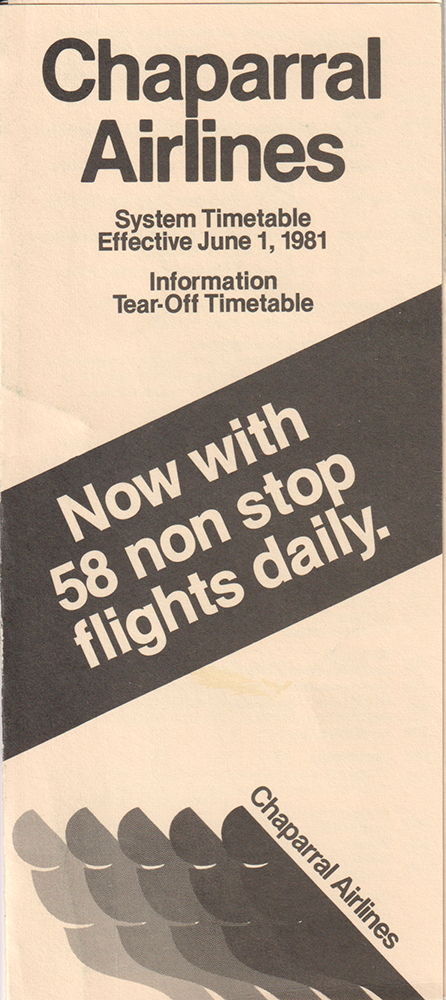 Chaparral
Airlines
System Timetable
Effective June 1, 1981
Information
Tear-Off Timetable
Now with
58 non stop
flights daily.
Chaparral Airlines